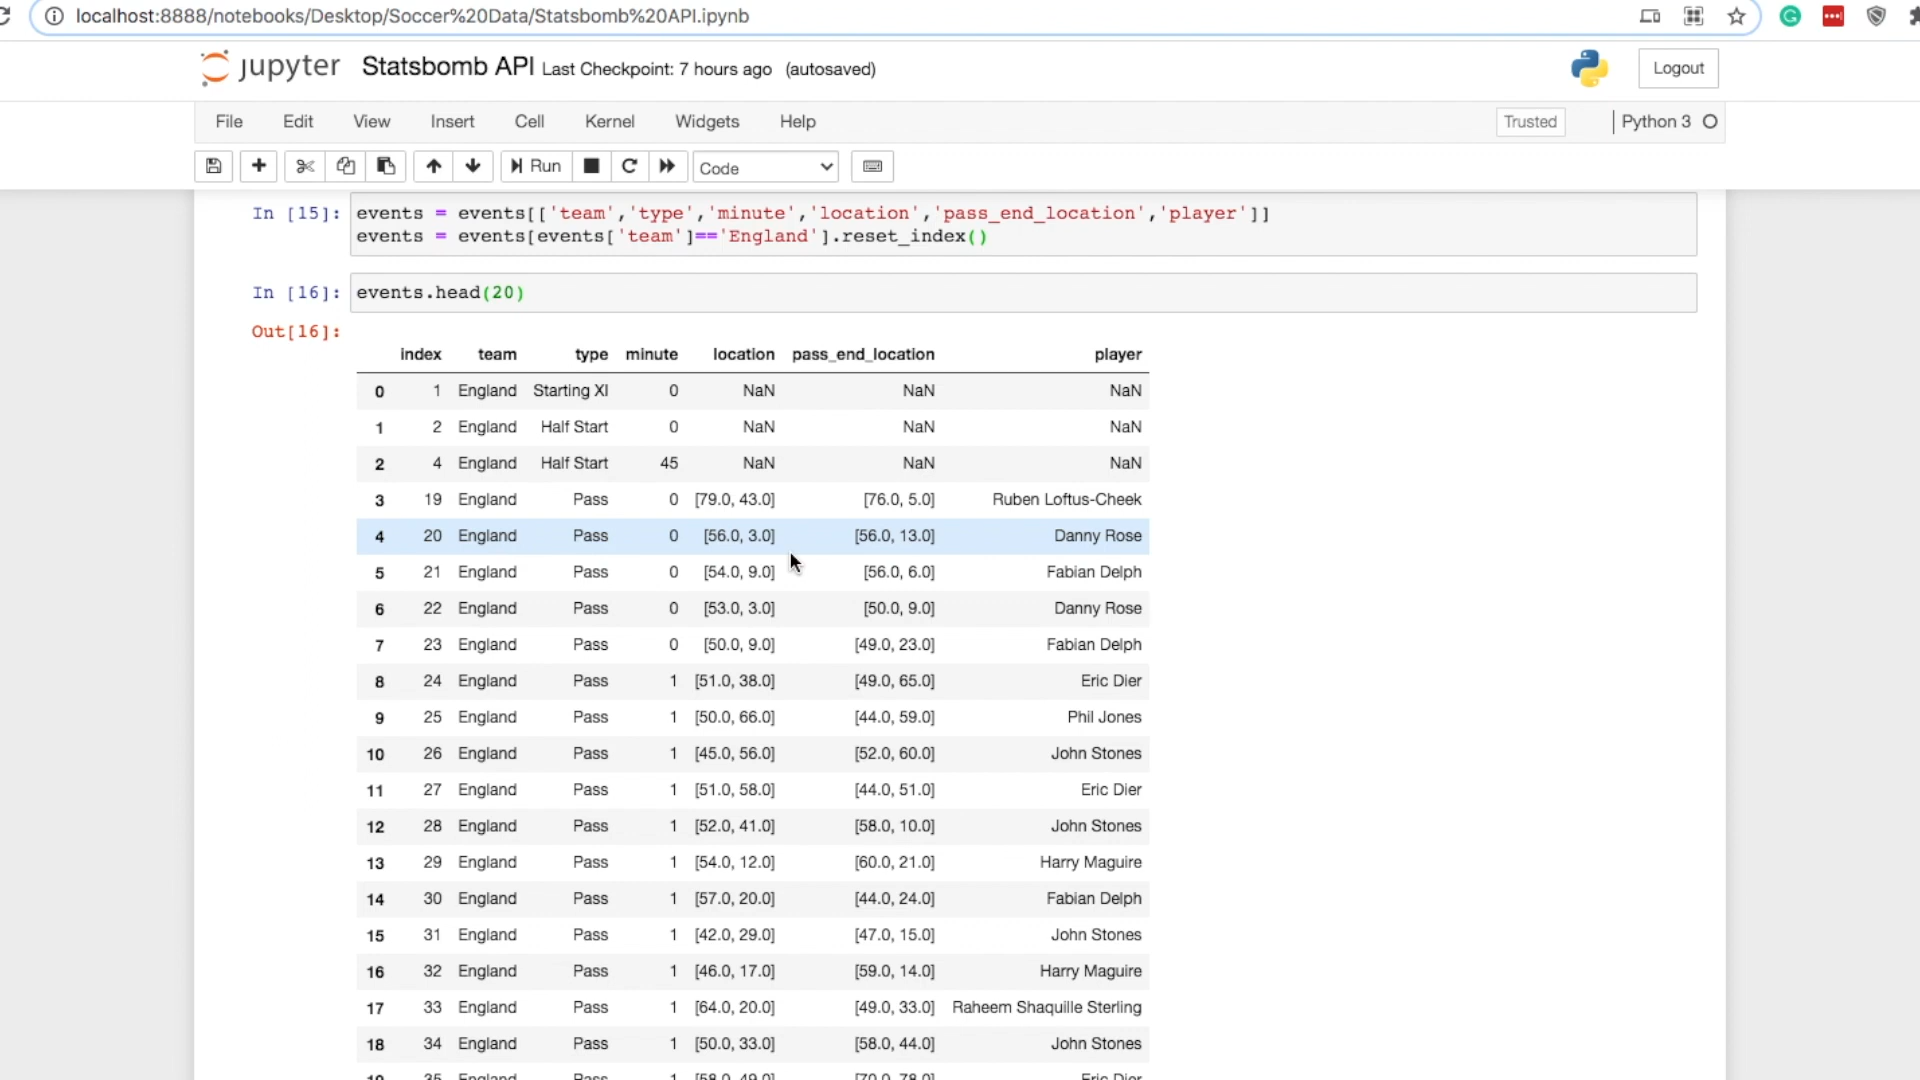 localhost:8888/notebooks/Desktop/Soccer%20Data/Statsbomb%20API.ipynb
jupyter Statsbomb API Last Checkpoint: 7 hours ago (autosaved) Logout
File Edit View Insert Cell Kernel Widgets Help Trusted Python 3
Run Code
In [15]: events = events[['team','type','minute','location','pass_end_location','player']]
events = events[events['team']=='England'].reset_index()
In [16]: events.head(20)
Out[16]:
index team type minute location pass_end_location player
0 1 England Starting XI 0 NaN NaN NaN
1 2 England Half Start 0 NaN NaN NaN
2 4 England Half Start 45 NaN NaN NaN
3 19 England Pass 0 [79.0, 43.0] [76.0, 5.0] Ruben Loftus-Cheek
4 20 England Pass 0 [56.0, 3.0] [56.0, 13.0] Danny Rose
5 21 England Pass 0 [54.0, 9.0] [56.0, 6.0] Fabian Delph
6 22 England Pass 0 [53.0, 3.0] [50.0, 9.0] Danny Rose
7 23 England Pass 0 [50.0, 9.0] [49.0, 23.0] Fabian Delph
8 24 England Pass 1 [51.0, 38.0] [49.0, 65.0] Eric Dier
9 25 England Pass 1 [50.0, 66.0] [44.0, 59.0] Phil Jones
10 26 England Pass 1 [45.0, 56.0] [52.0, 60.0] John Stones
11 27 England Pass 1 [51.0, 58.0] [44.0, 51.0] Eric Dier
12 28 England Pass 1 [52.0, 41.0] [58.0, 10.0] John Stones
13 29 England Pass 1 [54.0, 12.0] [60.0, 21.0] Harry Maguire
14 30 England Pass 1 [57.0, 20.0] [44.0, 24.0] Fabian Delph
15 31 England Pass 1 [42.0, 29.0] [47.0, 15.0] John Stones
16 32 England Pass 1 [46.0, 17.0] [59.0, 14.0] Harry Maguire
17 33 England Pass 1 [64.0, 20.0] [49.0, 33.0] Raheem Shaquille Sterling
18 34 England Pass 1 [50.0, 33.0] [58.0, 44.0] John Stones
19 35 England Pass 1 [58.0, 49.0] [70.0, 78.0] Eric Dier